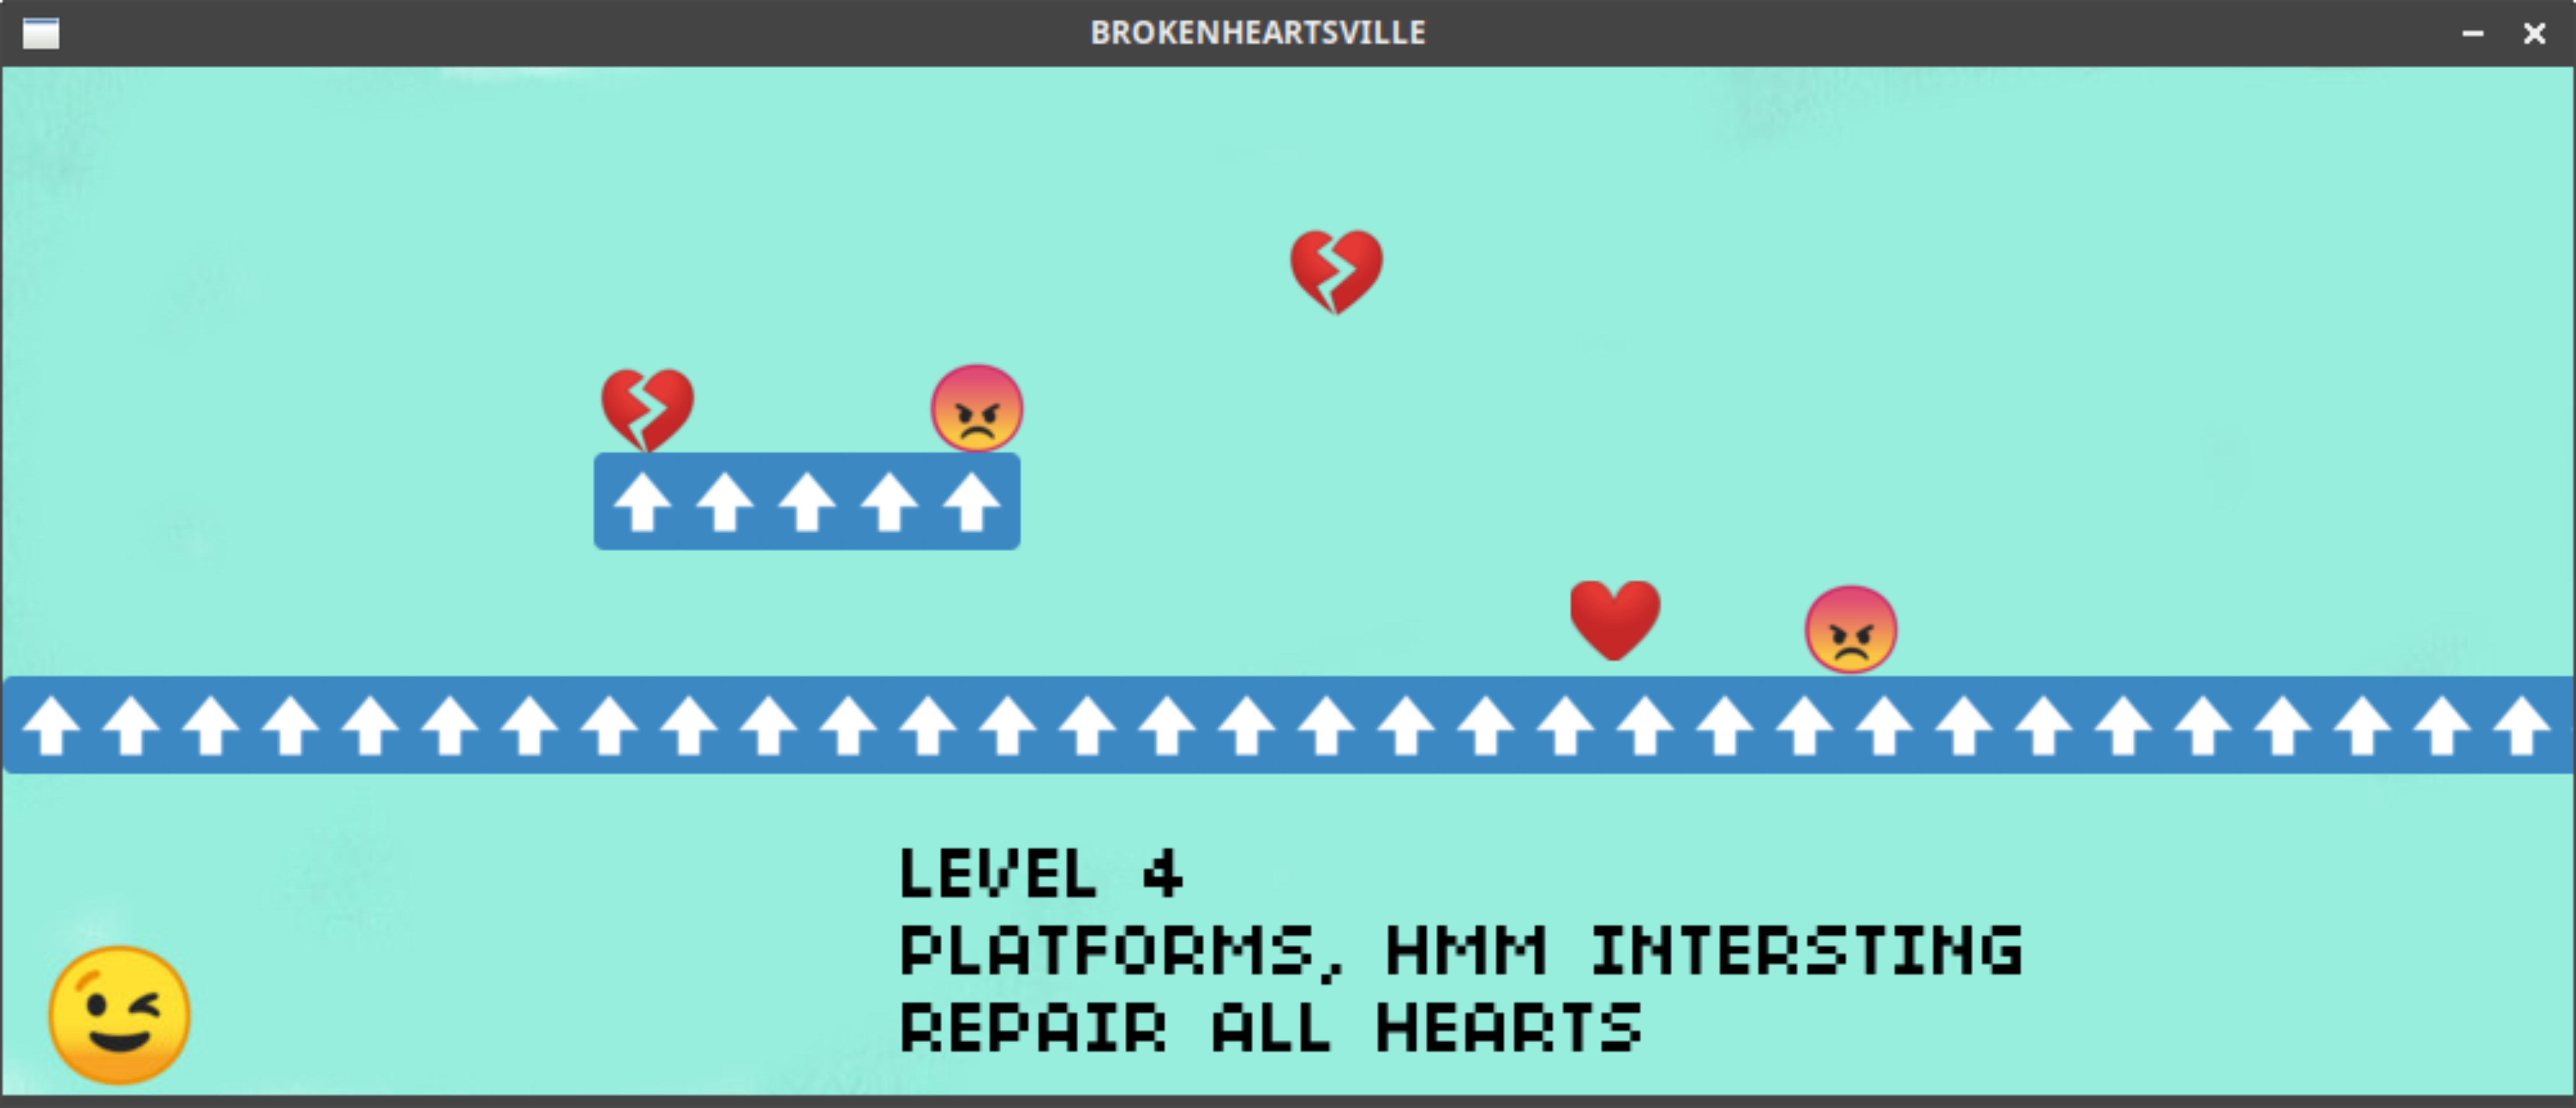 BROKENHEARTSVILLE
LEVEL 4
PLATFORMS, HMM INTERSTING
REPAIR ALL HEARTS